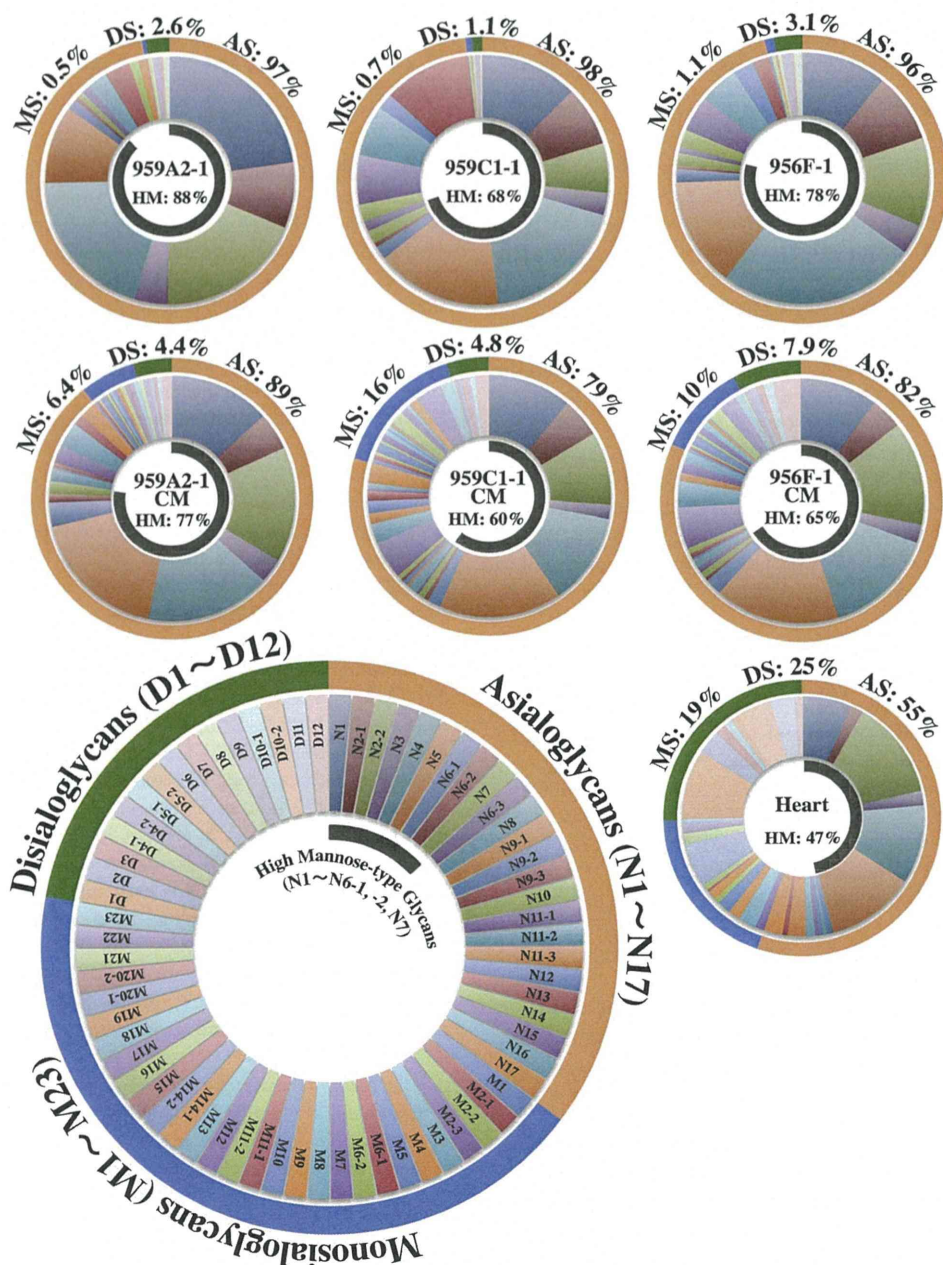 MS: 0.5%
DS: 2.6%
AS: 97%
959A2-1
HM: 88%
MS: 0.7%
DS: 1.1%
AS: 98%
959C1-1
HM: 68%
MS: 1.1%
DS: 3.1%
AS: 96%
956F-1
HM: 78%
MS: 6.4%
DS: 4.4%
AS: 89%
959A2-1
CM
HM: 77%
MS: 16%
DS: 4.8%
AS: 79%
959C1-1
CM
HM: 60%
MS: 10%
DS: 7.9%
AS: 82%
956F-1
CM
HM: 65%
MS: 19%
DS: 25%
AS: 55%
Heart
HM: 47%
Disialoglycans (D1~D12)
Asialoglycans (N1~N17)
Monosialoglycans (M1~M23)
High Mannose-type Glycans
(N1~N6-1, -2, N7)
N1
N2-1
N2-2
N3
N4
N5
N6-1
N6-2
N7
N6-3
N8
N9-1
N9-2
N9-3
N10
N11-1
N11-2
N11-3
N12
N13
N14
N15
N16
N17
M1
M2-1
M2-2
M2-3
M3
M4
M5
M6-1
M6-2
M7
M8
M9
M10
M11-1
M11-2
M12
M13
M14-1
M14-2
M15
M16
M17
M18
M19
M20-1
M20-2
M21
M22
M23
D1
D2
D3
D4-1
D4-2
D5-1
D5-2
D6
D7
D8
D9
D10-1
D10-2
D11
D12